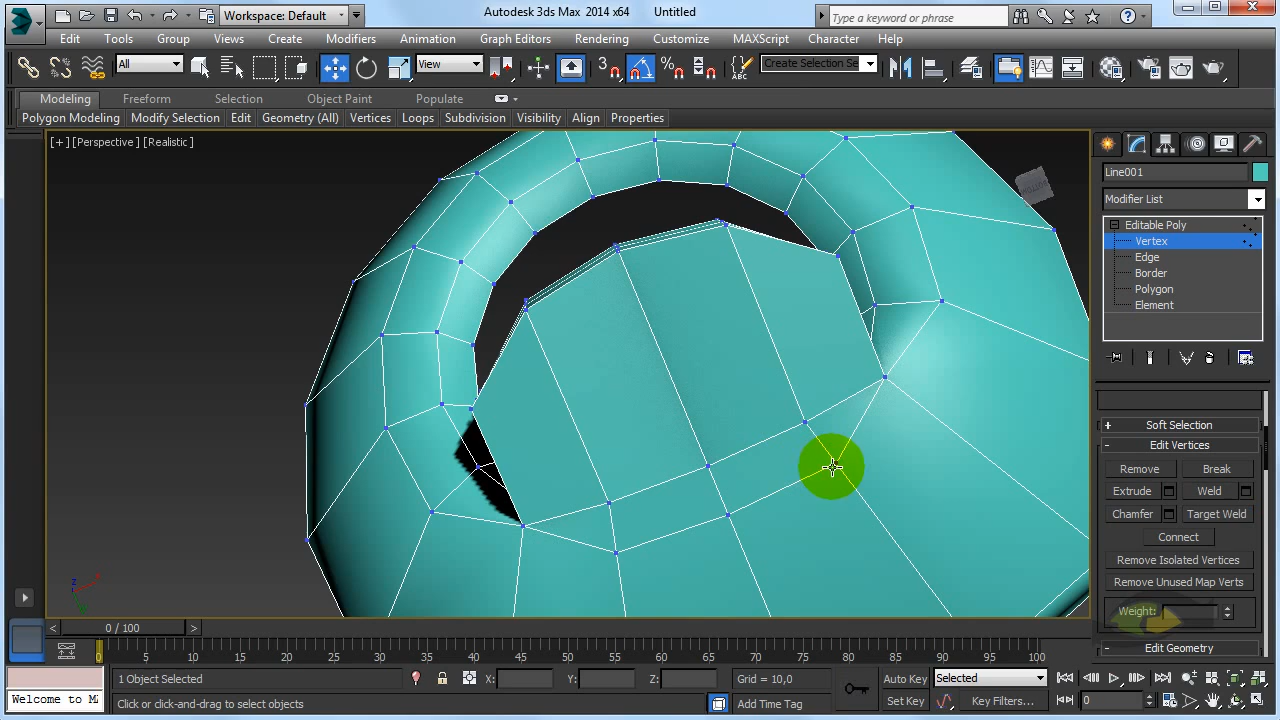 Workspace: Default
Autodesk 3ds Max 2014 x64 Untitled
Type a keyword or phrase
Edit Tools Group Views Create Modifiers Animation Graph Editors Rendering Customize MAXScript Character Help
All View 3 Create Selection Se
Modeling Freeform Selection Object Paint Populate
Polygon Modeling Modify Selection Edit Geometry (All) Vertices Loops Subdivision Visibility Align Properties
[+] [Perspective] [Realistic]
Line001
Modifier List
Editable Poly
Vertex
Edge
Border
Polygon
Element
+ Soft Selection
- Edit Vertices
Remove Break
Extrude Weld
Chamfer Target Weld
Connect
Remove Isolated Vertices
Remove Unused Map Verts
Weight:
- Edit Geometry
< 0 / 100 >
0 5 10 15 20 25 30 35 40 45 50 55 60 65 70 75 80 85 90 95 100
1 Object Selected X: Y: Z: Grid = 10,0 Auto Key Selected
Welcome to M
Click or click-and-drag to select objects Add Time Tag Set Key Key Filters... 0